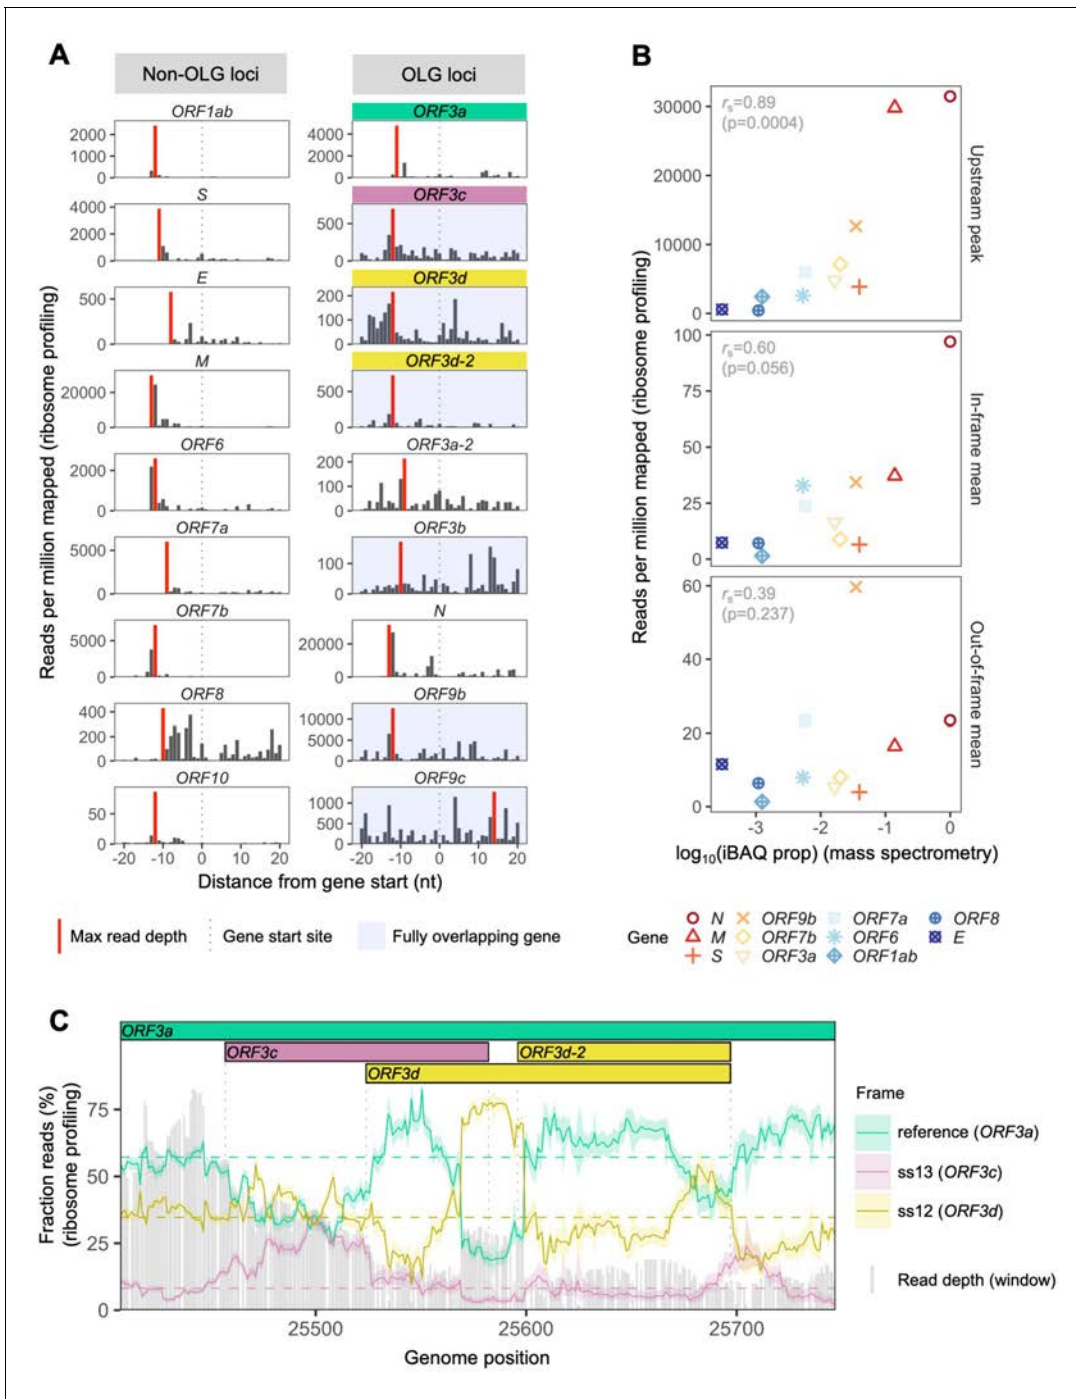 A
Non-OLG loci
OLG loci
Reads per million mapped (ribosome profiling)
ORF1ab
2000
1000
0
S
4000
2000
0
E
500
0
M
20000
0
ORF6
2000
0
ORF7a
5000
0
ORF7b
5000
0
ORF8
400
200
0
ORF10
50
0
-20 -10 0 10 20
ORF3a
4000
2000
0
ORF3c
500
0
ORF3d
200
100
0
ORF3d-2
500
0
ORF3a-2
200
100
0
ORF3b
100
0
N
20000
0
ORF9b
10000
5000
0
ORF9c
1000
500
0
-20 -10 0 10 20
Distance from gene start (nt)
Max read depth
Gene start site
Fully overlapping gene
B
Reads per million mapped (ribosome profiling)
rs=0.89
(p=0.0004)
30000
20000
10000
0
Upstream peak
rs=0.60
(p=0.056)
100
75
50
25
0
In-frame mean
rs=0.39
(p=0.237)
60
40
20
0
Out-of-frame mean
-3 -2 -1 0
log10(iBAQ prop) (mass spectrometry)
Gene
N ORF9b ORF7a ORF8
M ORF7b ORF6 E
S ORF3a ORF1ab
C
ORF3a
ORF3c
ORF3d-2
ORF3d
Fraction reads (%)
(ribosome profiling)
75
50
25
0
25500 25600 25700
Genome position
Frame
reference (ORF3a)
ss13 (ORF3c)
ss12 (ORF3d)
Read depth (window)